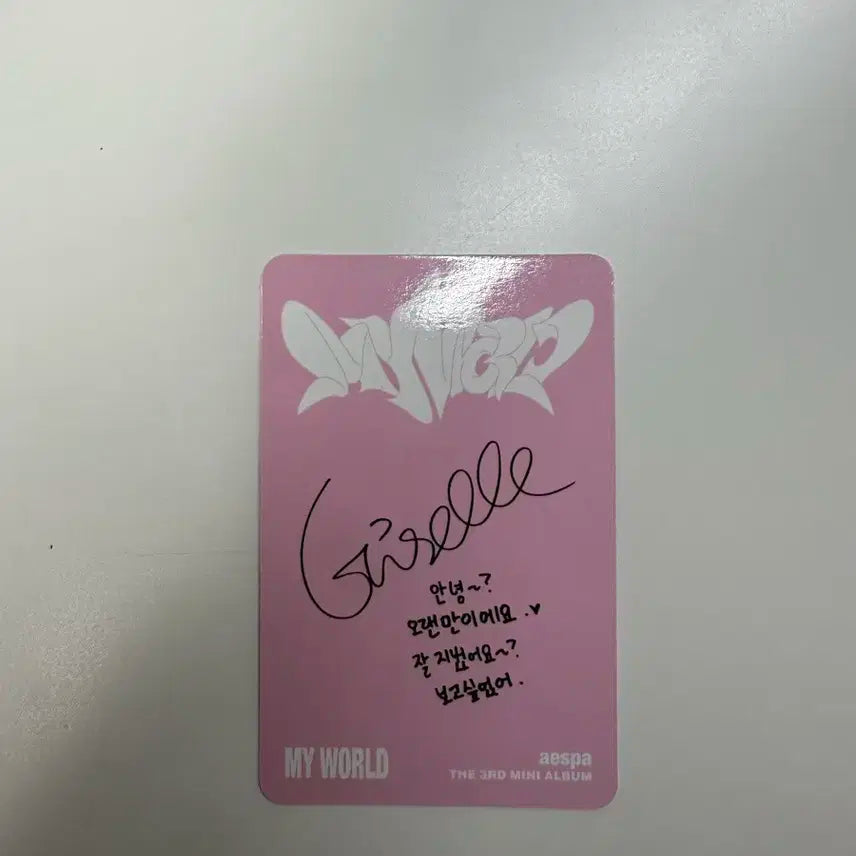 MY WORLD
Giselle
안녕~?
오랜만이에요.♥
잘 지냈어요~?
보고싶었어.
MY WORLD
aespa
THE 3RD MINI ALBUM